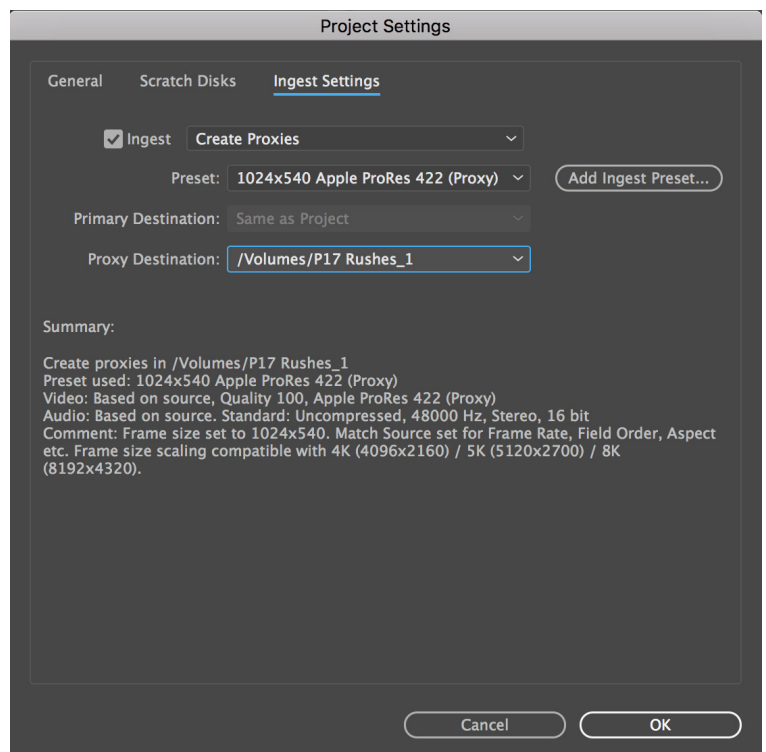 Project Settings
General Scratch Disks Ingest Settings
Ingest Create Proxies
Preset: 1024x540 Apple ProRes 422 (Proxy) Add Ingest Preset...
Primary Destination: Same as Project
Proxy Destination: /Volumes/P17 Rushes_1
Summary:
Create proxies in /Volumes/P17 Rushes_1
Preset used: 1024x540 Apple ProRes 422 (Proxy)
Video: Based on source, Quality 100, Apple ProRes 422 (Proxy)
Audio: Based on source. Standard: Uncompressed, 48000 Hz, Stereo, 16 bit
Comment: Frame size set to 1024x540. Match Source set for Frame Rate, Field Order, Aspect
etc. Frame size scaling compatible with 4K (4096x2160) / 5K (5120x2700) / 8K
(8192x4320).
Cancel OK